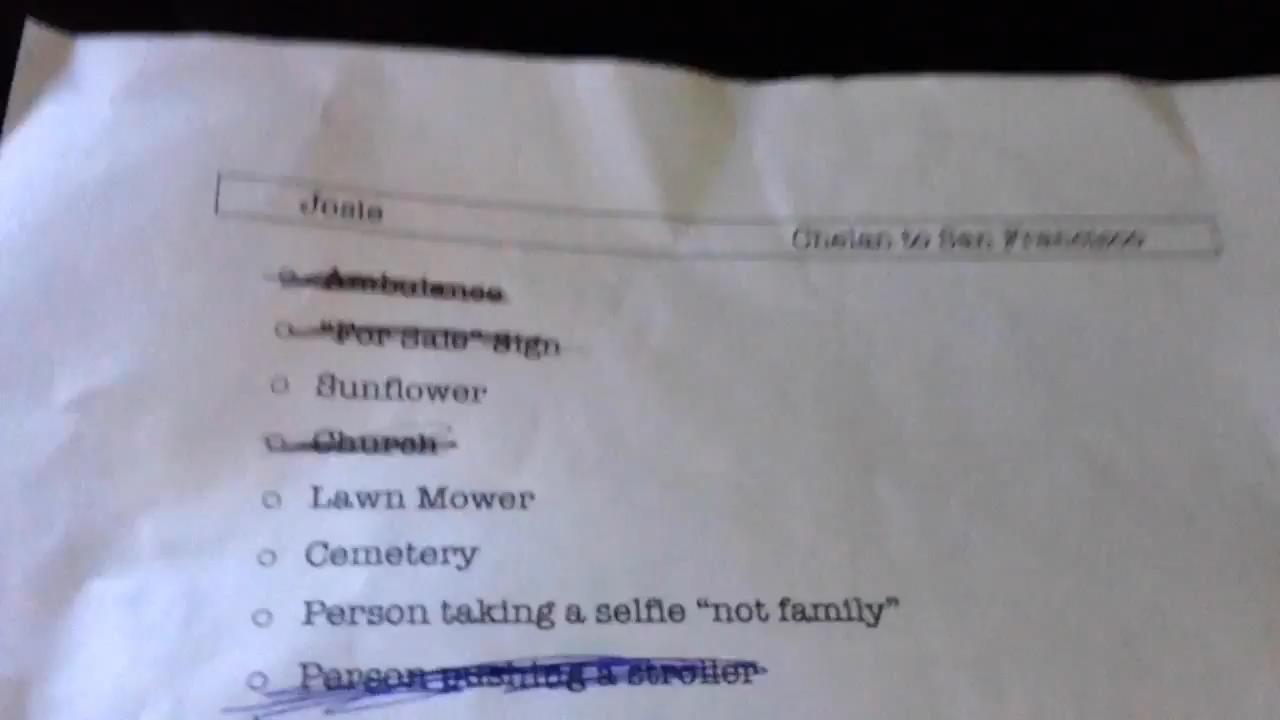 Josie
Chelan to San Francisco
Ambulance
"For Sale" Sign
Sunflower
Church
Lawn Mower
Cemetery
Person taking a selfie “not family”
Person pushing a stroller